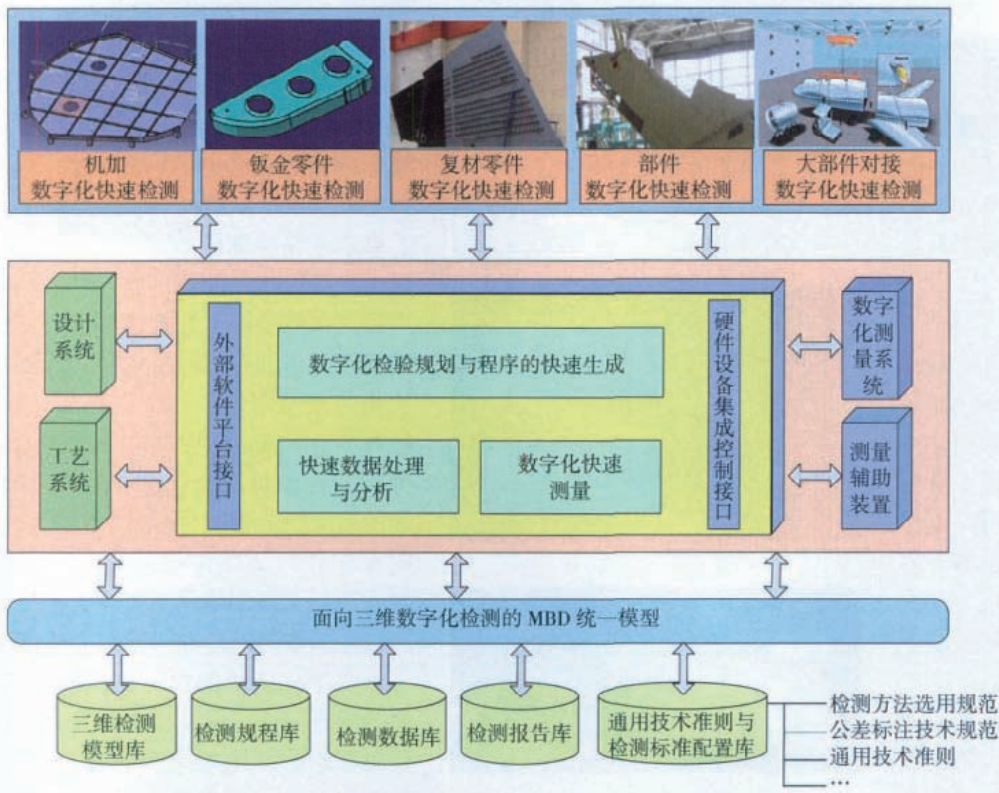 机加
数字化快速检测
钣金零件
数字化快速检测
复材零件
数字化快速检测
部件
数字化快速检测
大部件对接
数字化快速检测
设计
系统
工艺
系统
外部软件平台接口
数字化检验规划与程序的快速生成
快速数据处理
与分析
数字化快速
测量
硬件设备集成控制接口
数字
化测
量系
统
测量
辅助
装置
面向三维数字化检测的 MBD 统一模型
三维检测
模型库
检测规程库
检测数据库
检测报告库
通用技术准则与
检测标准配置库
检测方法选用规范
公差标注技术规范
通用技术准则
…